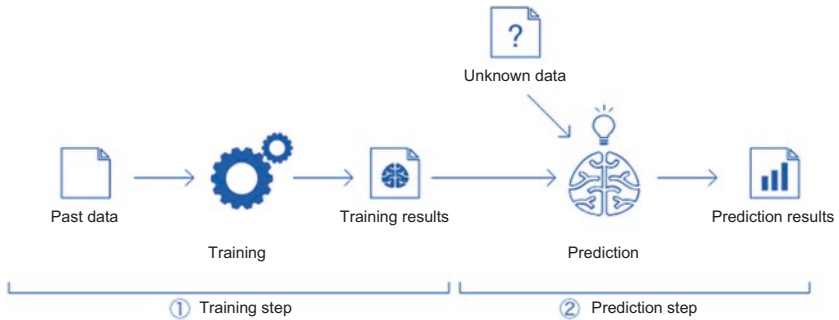 ?
Unknown data
Past data
Training results
Prediction results
Training
Prediction
① Training step
② Prediction step